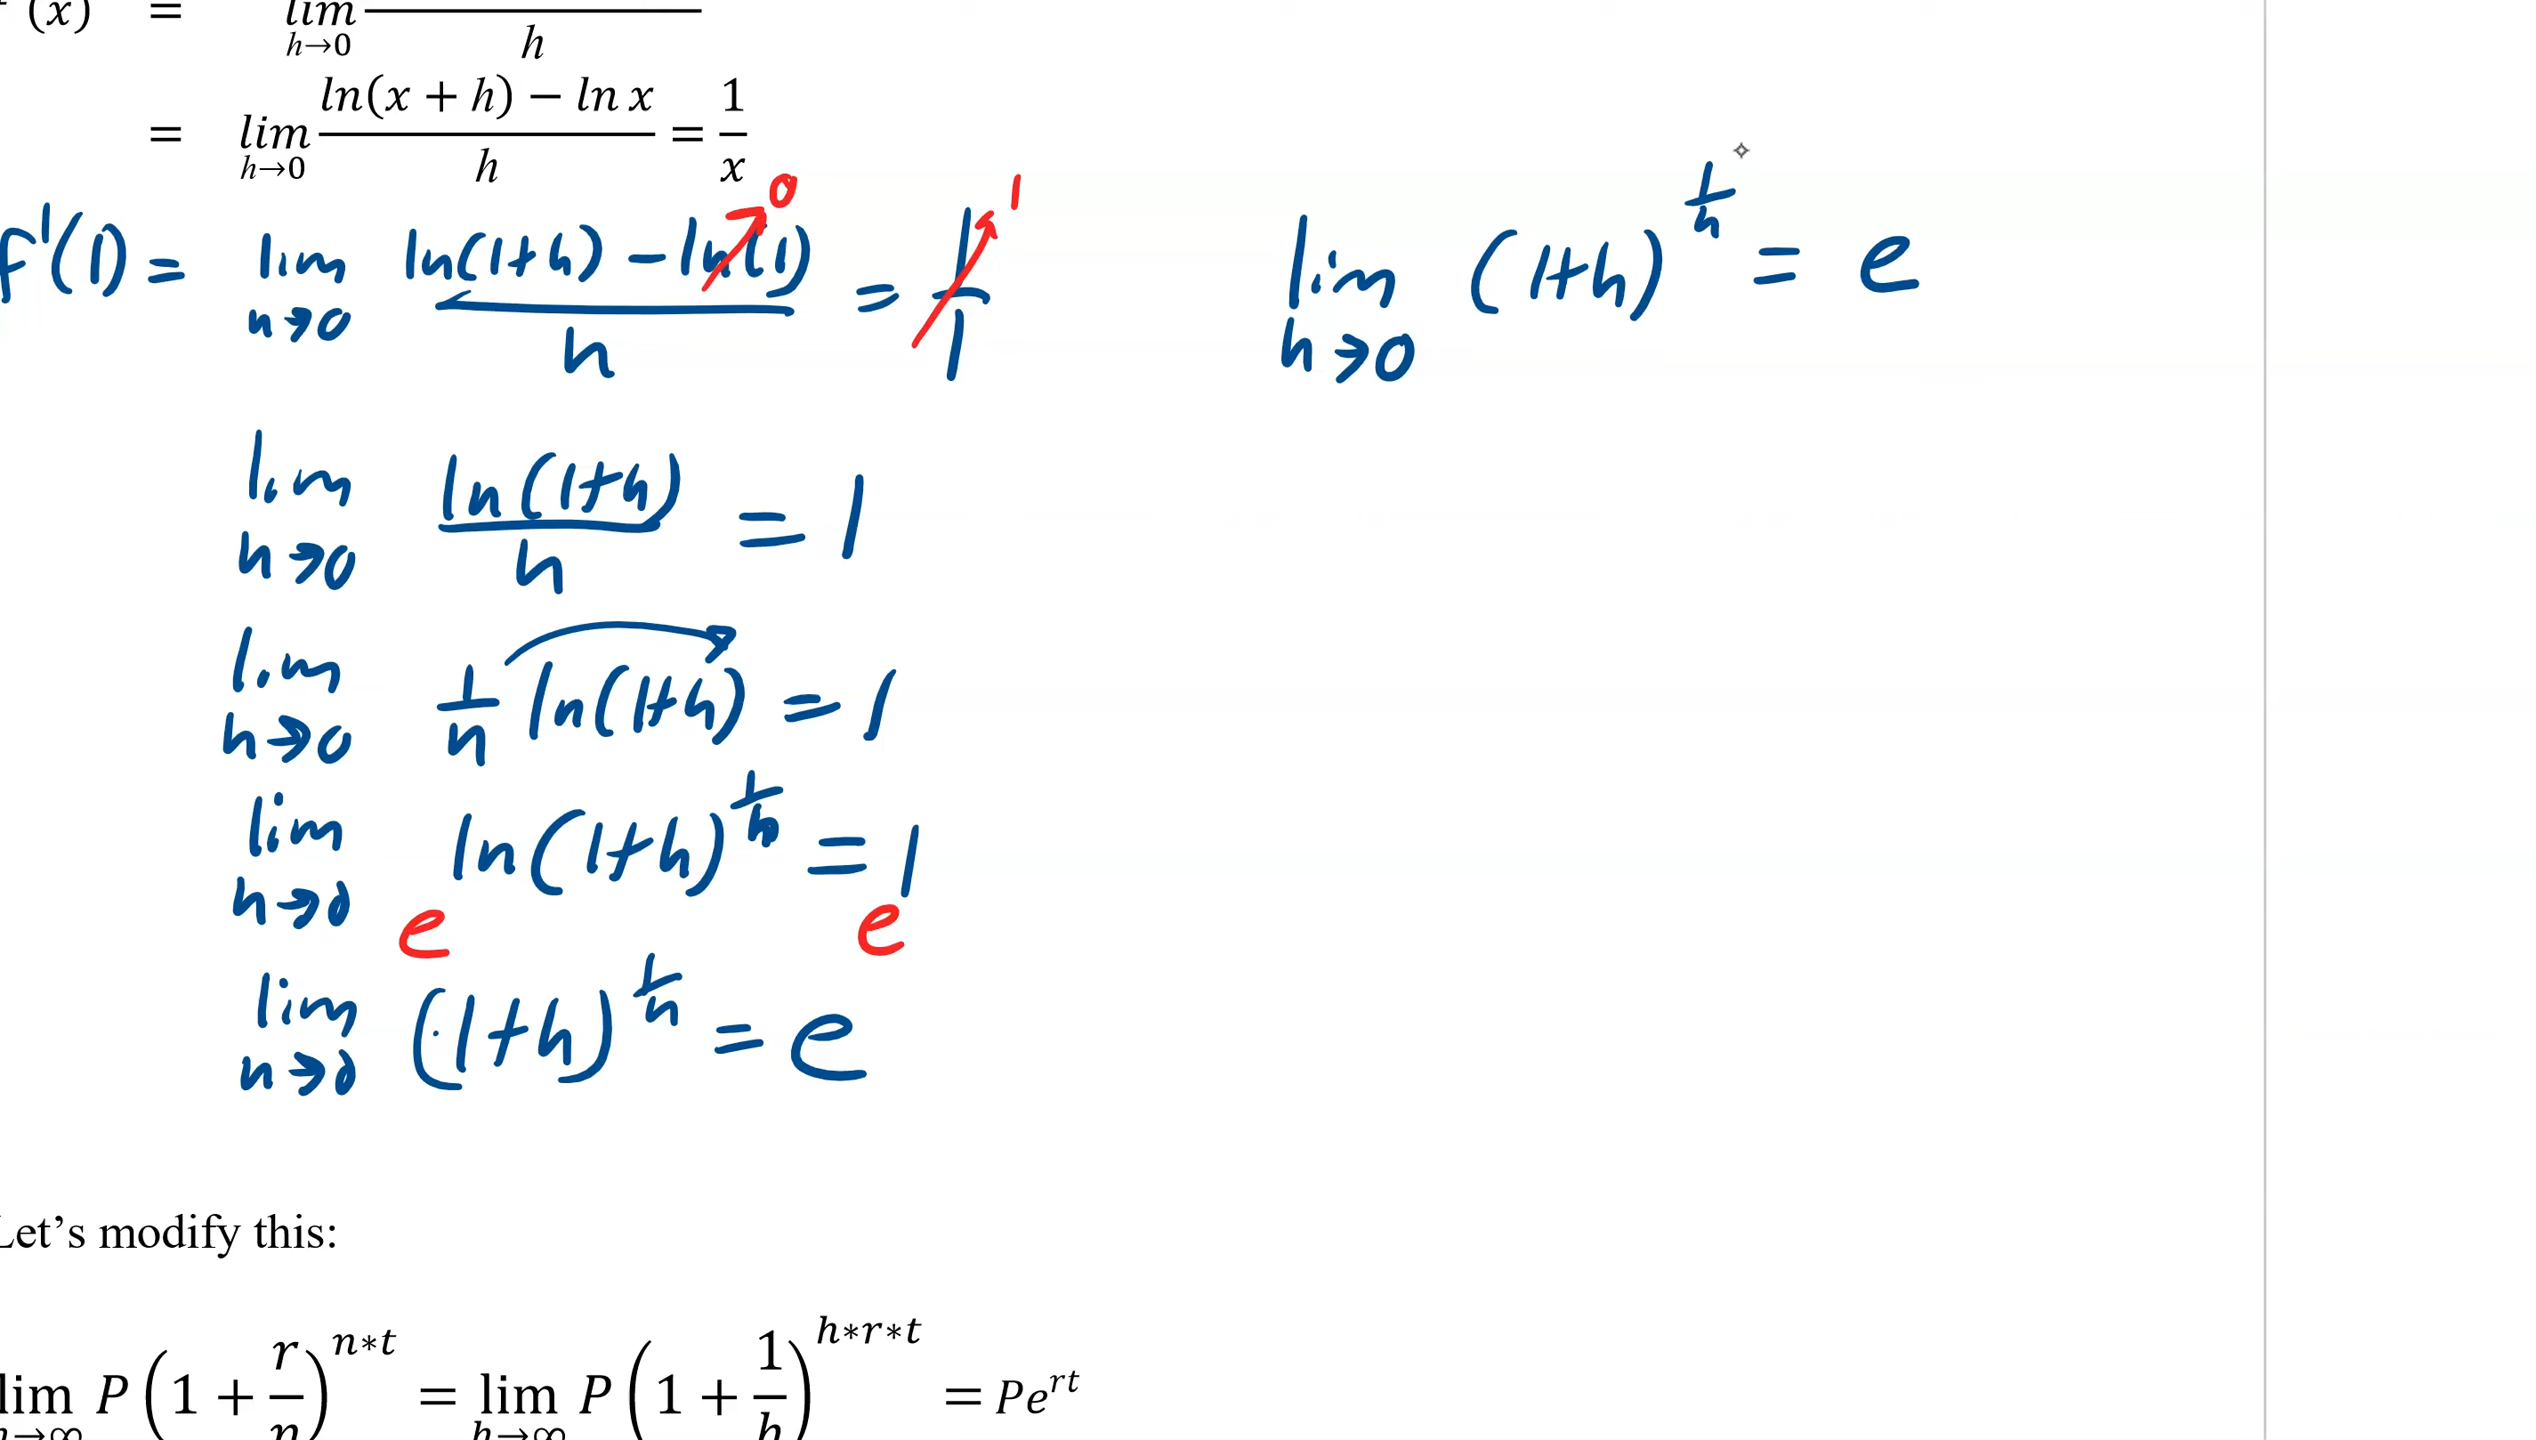 (x) = lim h→0 h
= lim h→0 ln(x + h) − ln x / h = 1/x
f'(1) = lim h→0 ln(1+h) − ln(1) / h = 1/1
0
1
lim h→0 ln(1+h) / h = 1
lim h→0 1/h ln(1+h) = 1
lim h→0 ln(1+h)^(1/h) = 1
e e
lim h→0 (1+h)^(1/h) = e
lim h→0 (1+h)^(1/h) = e
Let’s modify this:
lim n→∞ P(1 + r/n)^(n∗t) = lim h→∞ P(1 + 1/h)^(h∗r∗t) = Pe^(rt)